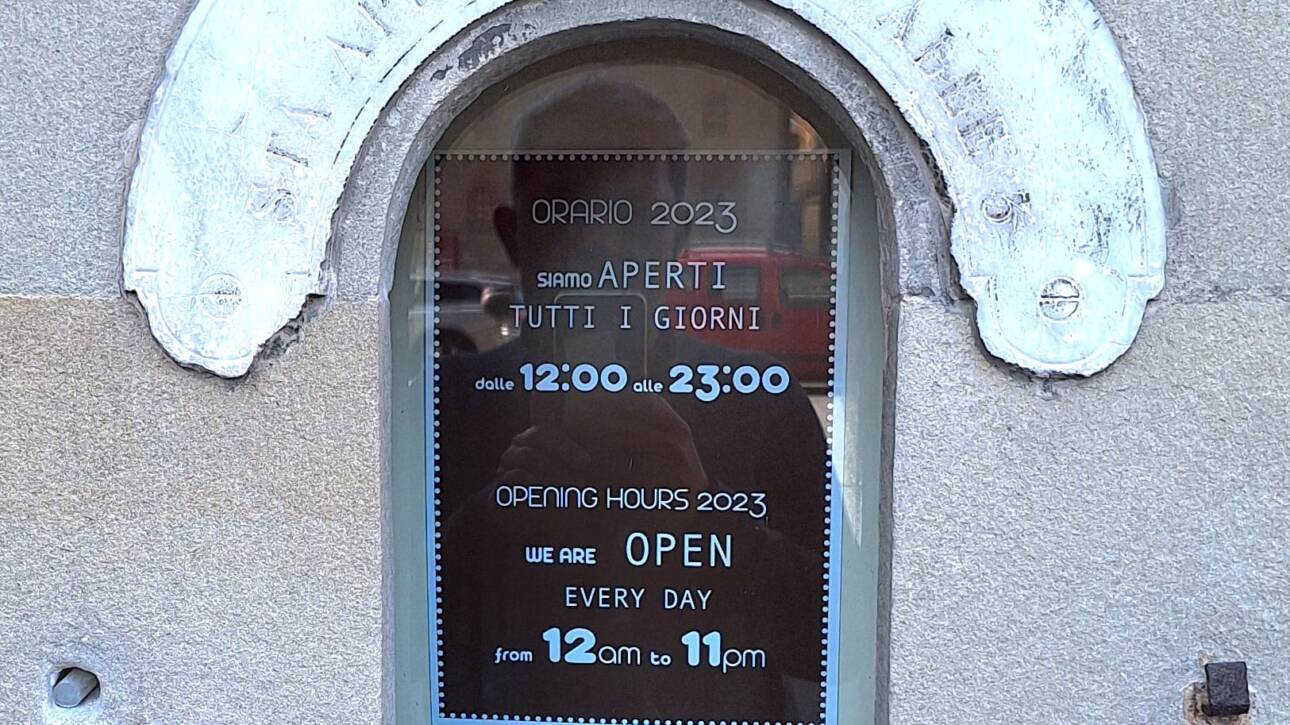 ORARIO 2023
SIAMO APERTI
TUTTI I GIORNI
dalle 12:00 alle 23:00
OPENING HOURS 2023
WE ARE OPEN
EVERY DAY
from 12am to 11pm